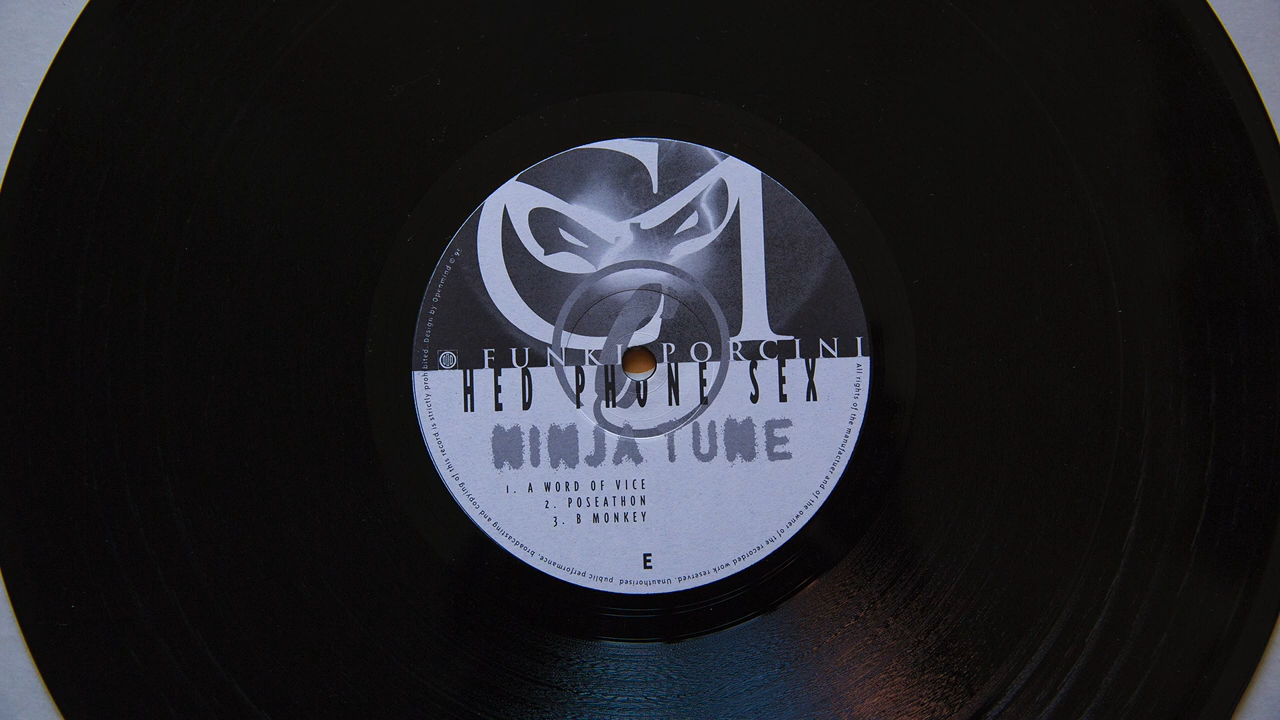 FUNKI PORCINI
HED PHONE SEX
NINJA TUNE
1. A WORD OF VICE
2. POSEATHON
3. B MONKEY
E
All rights of the manufactuer and of the owner of the recorded work reserved. Unauthorised public performance, broadcasting and copying of this record is strictly prohibited. Design by Openmind ©